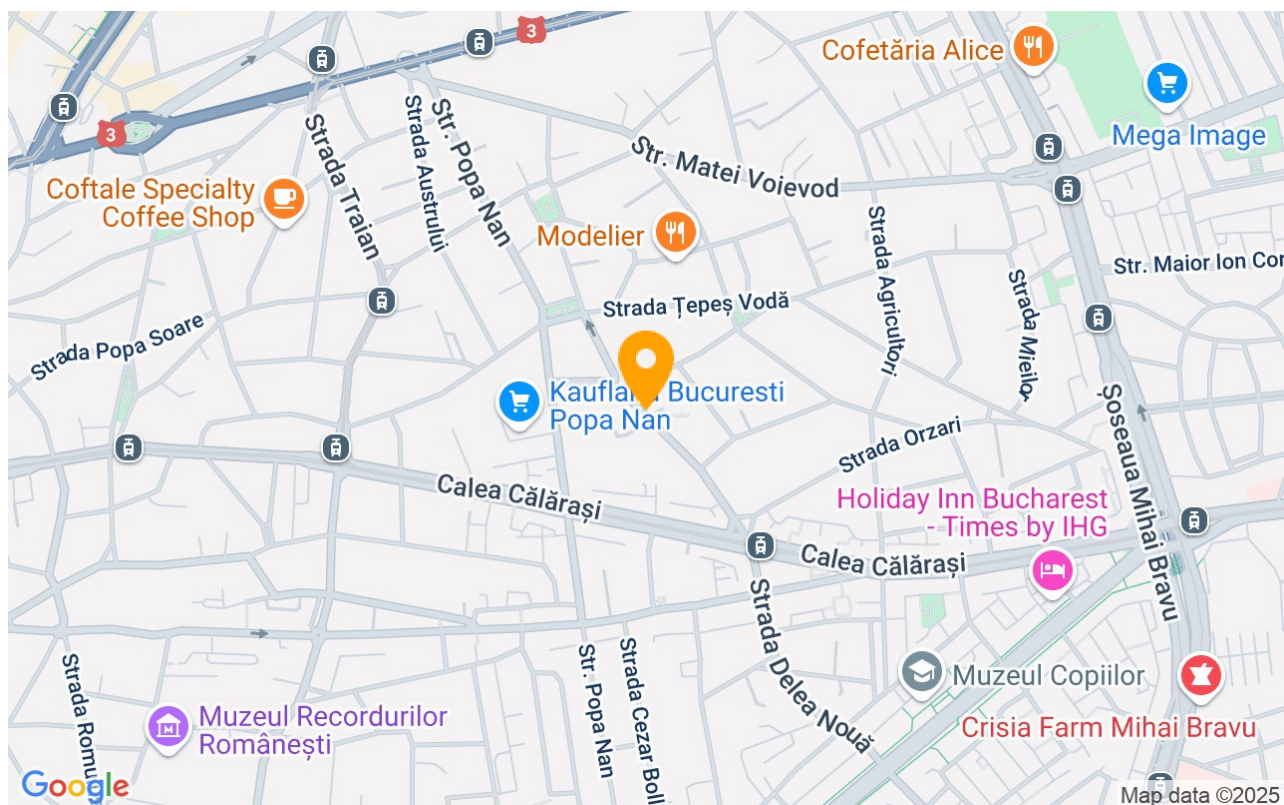 3
Cofetăria Alice
Mega Image
3
Strada Traian
Strada Austrului
Str. Popa Nan
Str. Matei Voievod
Coftale Specialty
Coffee Shop
Modelier
Strada Agricultori
Strada Mieilor
Str. Maior Ion Cor
Strada Țepeș Vodă
Strada Popa Soare
Kaufland Bucuresti
Popa Nan
Șoseaua Mihai Bravu
Strada Orzari
Calea Călărași
Holiday Inn Bucharest
- Times by IHG
Calea Călărași
Strada Delea Nouă
Strada Romu
Str. Popa Nan
Strada Cezar Boll
Muzeul Copiilor
Muzeul Recordurilor
Românești
Crisia Farm Mihai Bravu
Google
Map data ©2025